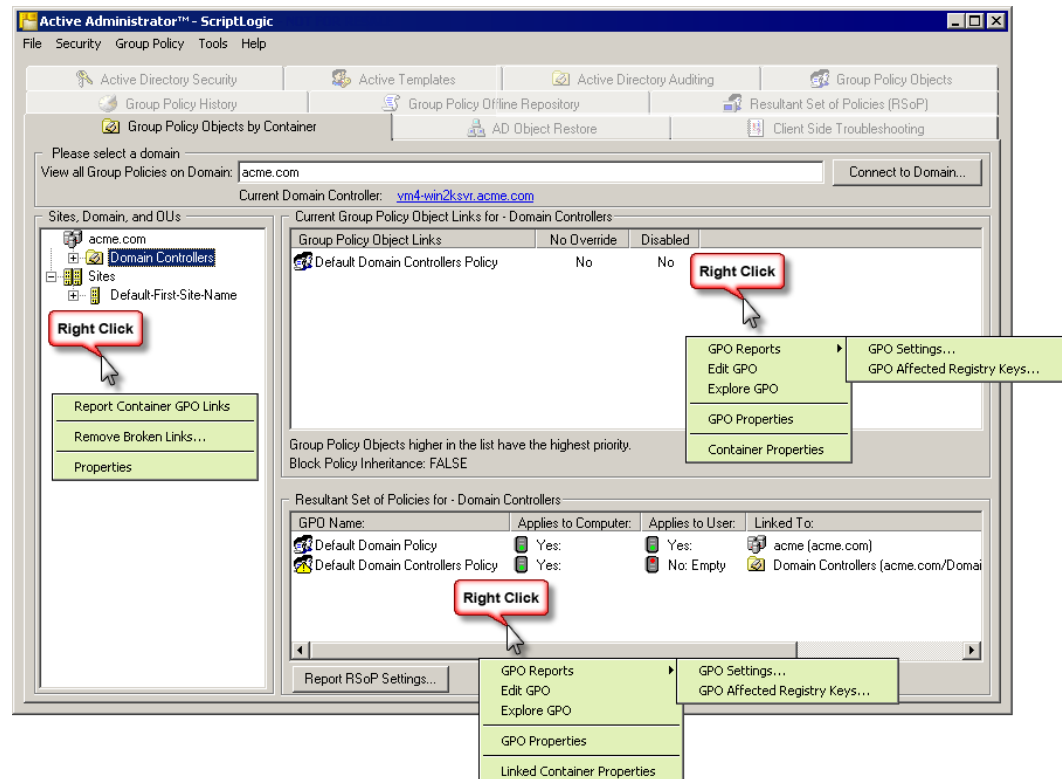 Active Administrator™ - ScriptLogic
File Security Group Policy Tools Help
Active Directory Security Active Templates Active Directory Auditing Group Policy Objects
Group Policy History Group Policy Offline Repository Resultant Set of Policies (RSoP)
Group Policy Objects by Container AD Object Restore Client Side Troubleshooting
Please select a domain
View all Group Policies on Domain: acme.com Connect to Domain...
Current Domain Controller: vm4-win2ksvr.acme.com
Sites, Domain, and OUs
acme.com
Domain Controllers
Sites
Default-First-Site-Name
Right Click
Report Container GPO Links
Remove Broken Links...
Properties
Current Group Policy Object Links for - Domain Controllers
Group Policy Object Links No Override Disabled
Default Domain Controllers Policy No No
Right Click
GPO Reports GPO Settings...
Edit GPO GPO Affected Registry Keys...
Explore GPO
GPO Properties
Container Properties
Group Policy Objects higher in the list have the highest priority.
Block Policy Inheritance: FALSE
Resultant Set of Policies for - Domain Controllers
GPO Name: Applies to Computer: Applies to User: Linked To:
Default Domain Policy Yes: Yes: acme (acme.com)
Default Domain Controllers Policy Yes: No: Empty Domain Controllers (acme.com/Domai
Right Click
Report RSoP Settings...
GPO Reports GPO Settings...
Edit GPO GPO Affected Registry Keys...
Explore GPO
GPO Properties
Linked Container Properties